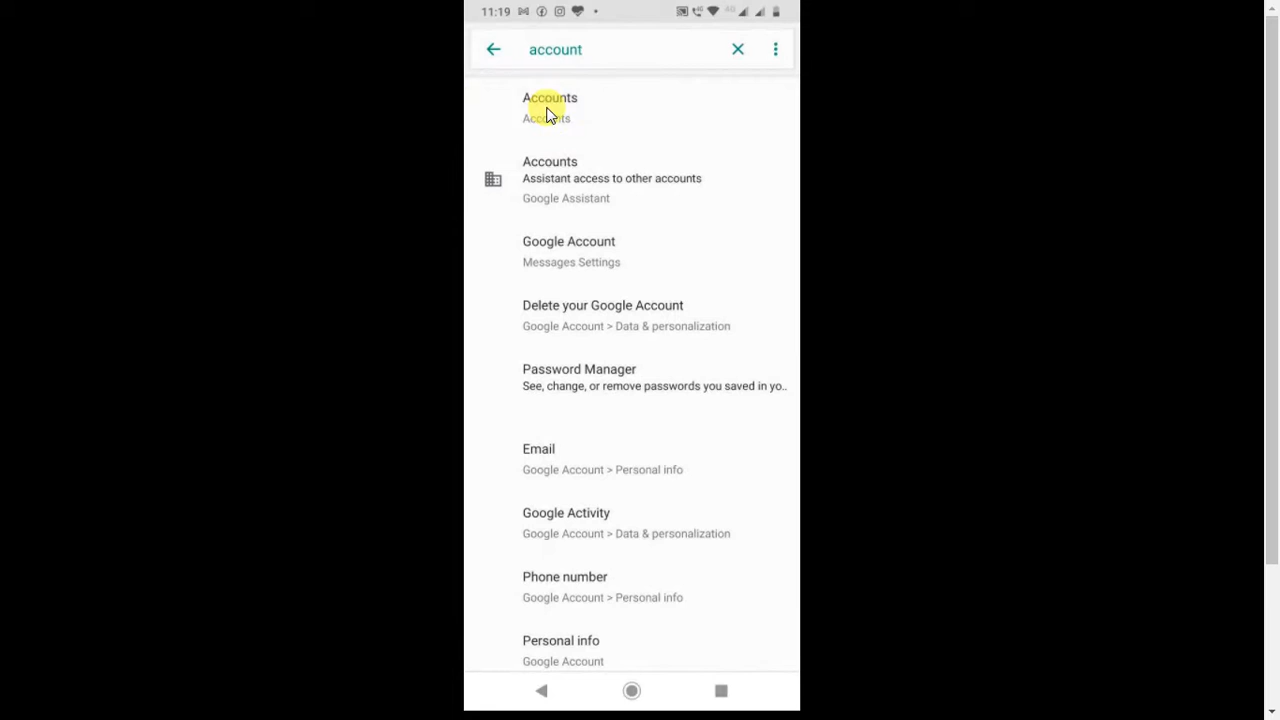 11:19
4G
account
Accounts
Accounts
Accounts
Assistant access to other accounts
Google Assistant
Google Account
Messages Settings
Delete your Google Account
Google Account > Data & personalization
Password Manager
See, change, or remove passwords you saved in yo..
Email
Google Account > Personal info
Google Activity
Google Account > Data & personalization
Phone number
Google Account > Personal info
Personal info
Google Account